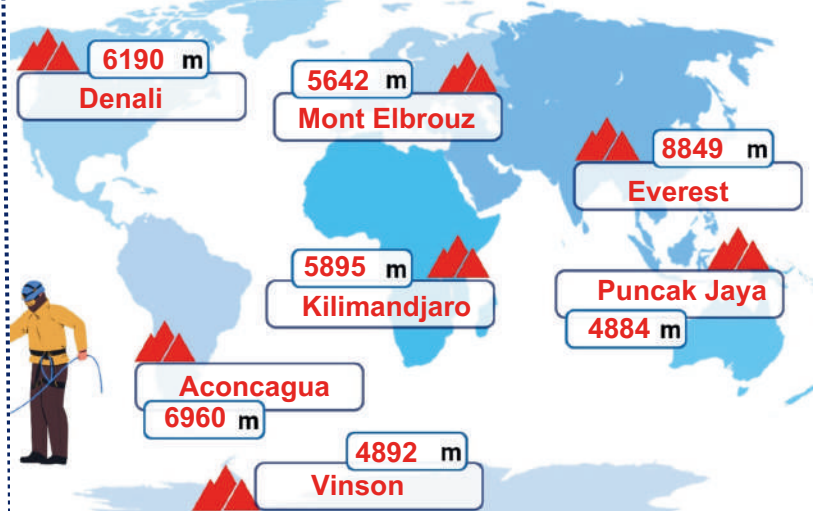 6190 m
Denali
5642 m
Mont Elbrouz
8849 m
Everest
5895 m
Kilimandjaro
Puncak Jaya
4884 m
Aconcagua
6960 m
4892 m
Vinson